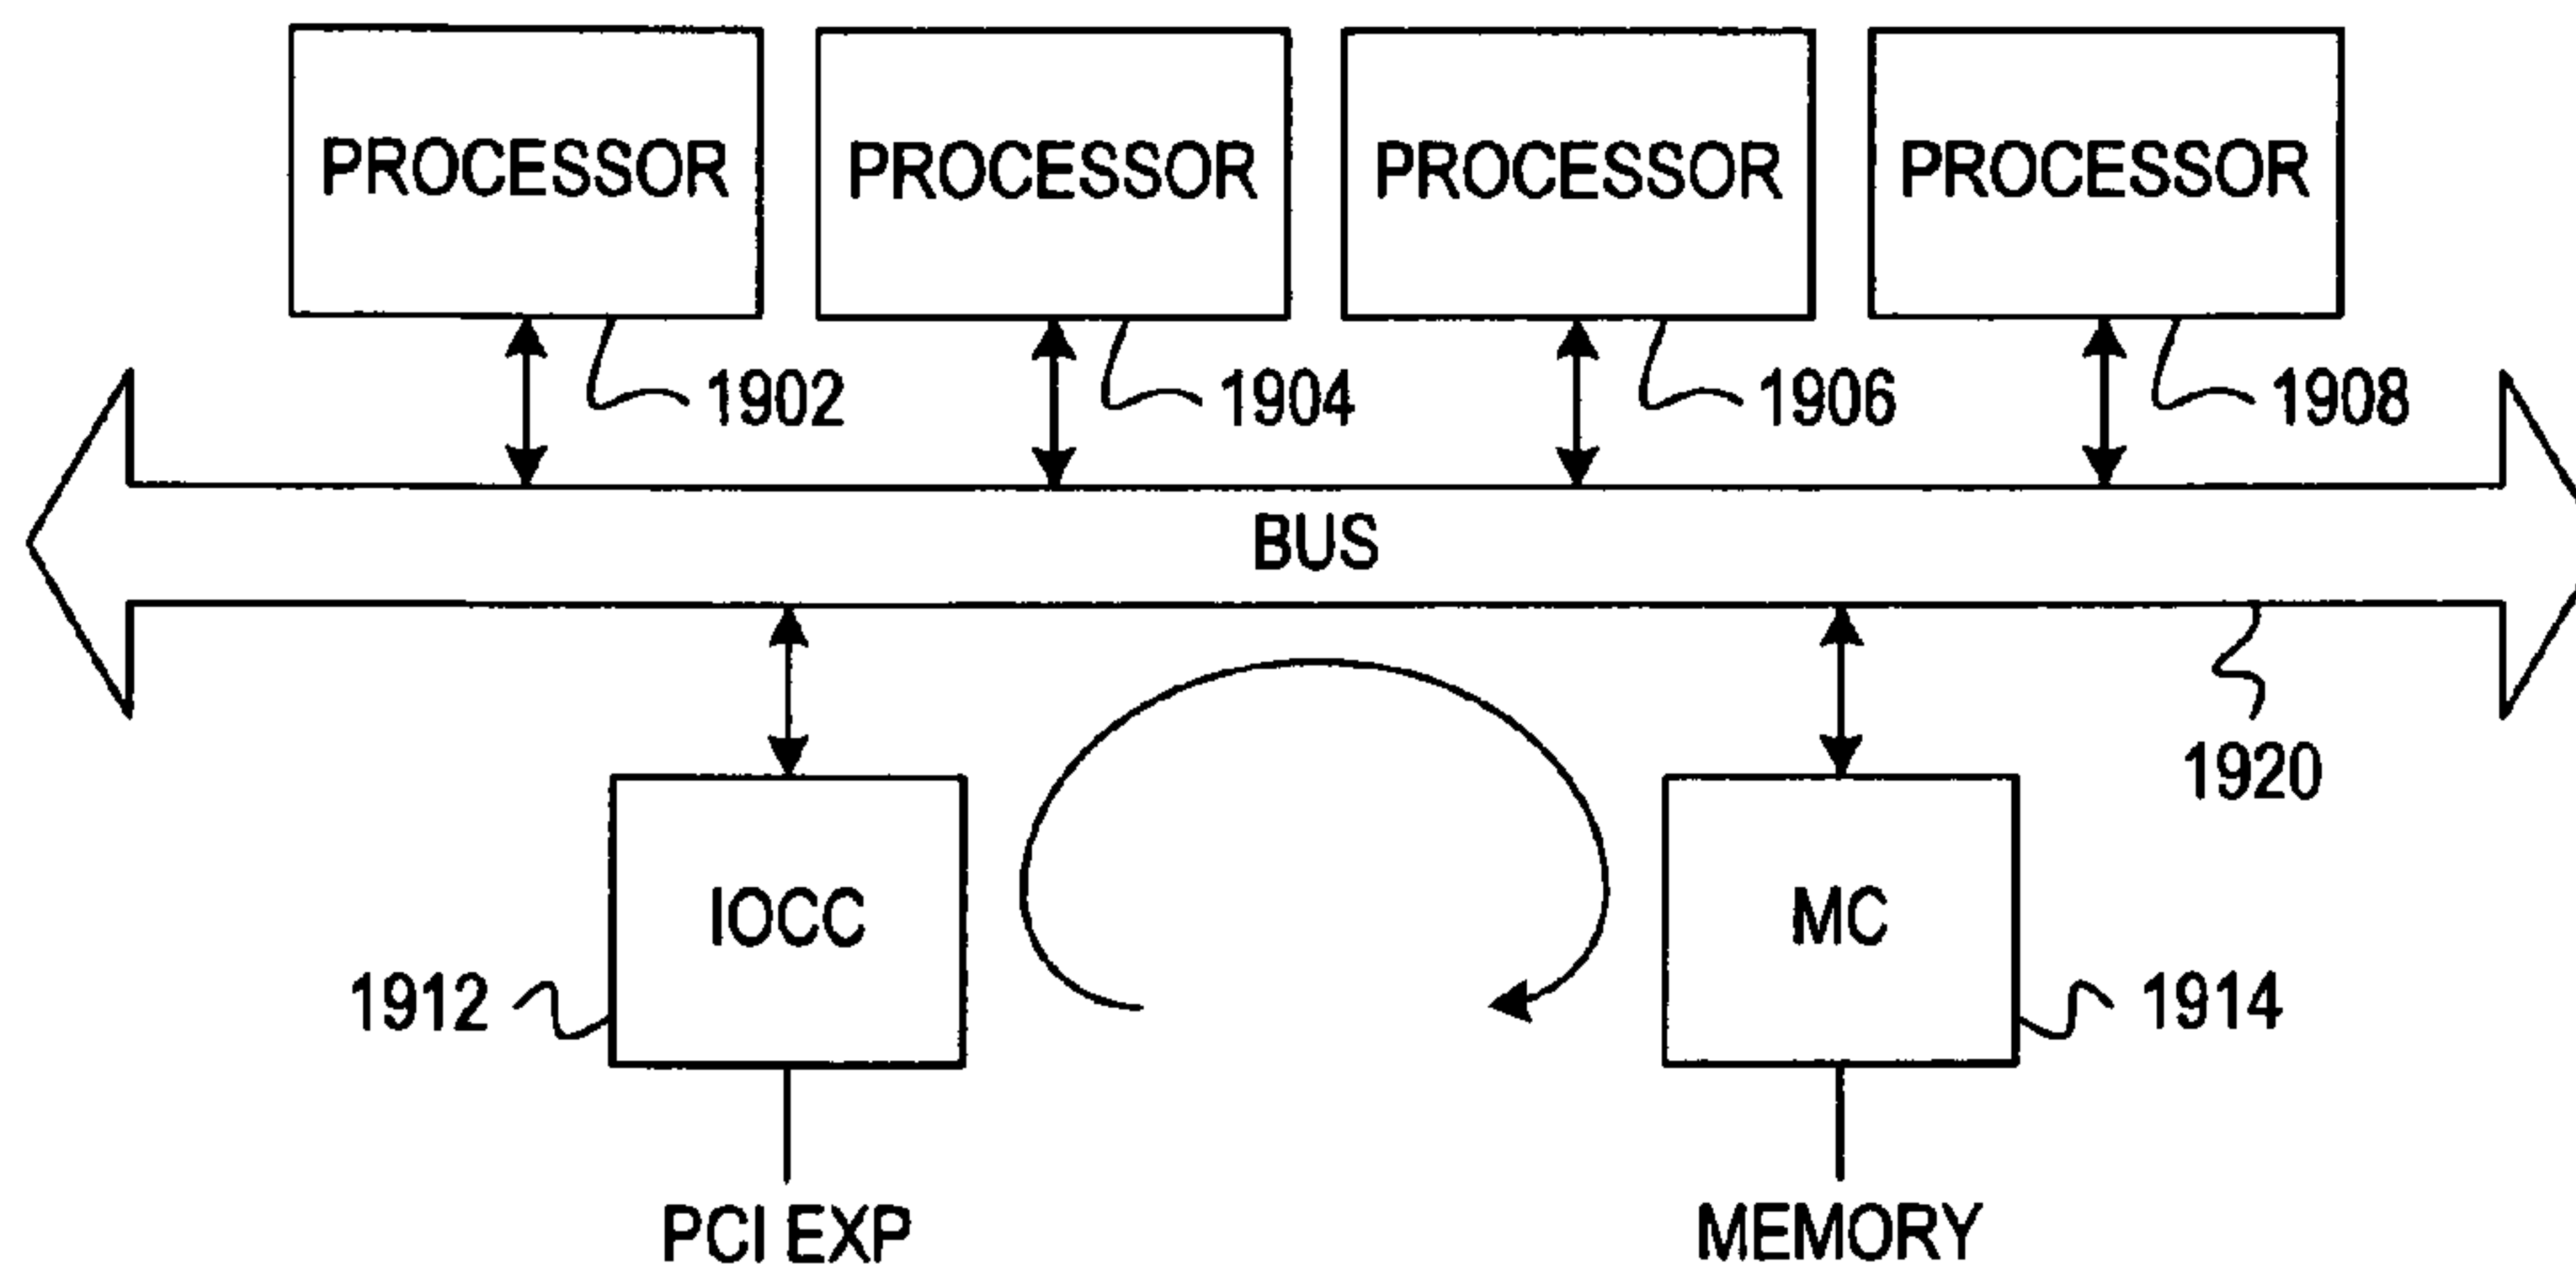 PROCESSOR PROCESSOR PROCESSOR PROCESSOR
1902 1904 1906 1908
BUS
1920
IOCC MC
1912 1914
PCI EXP MEMORY